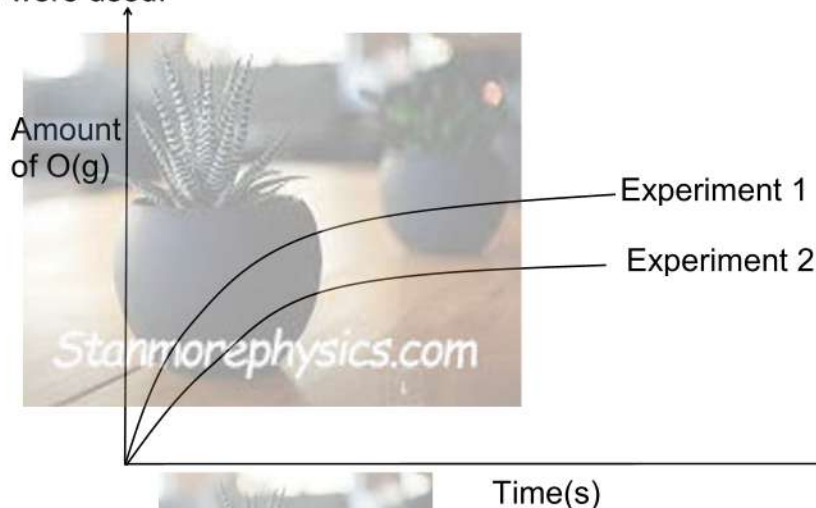 Amount
of O(g)
Experiment 1
Experiment 2
Stanmorephysics.com
Time(s)